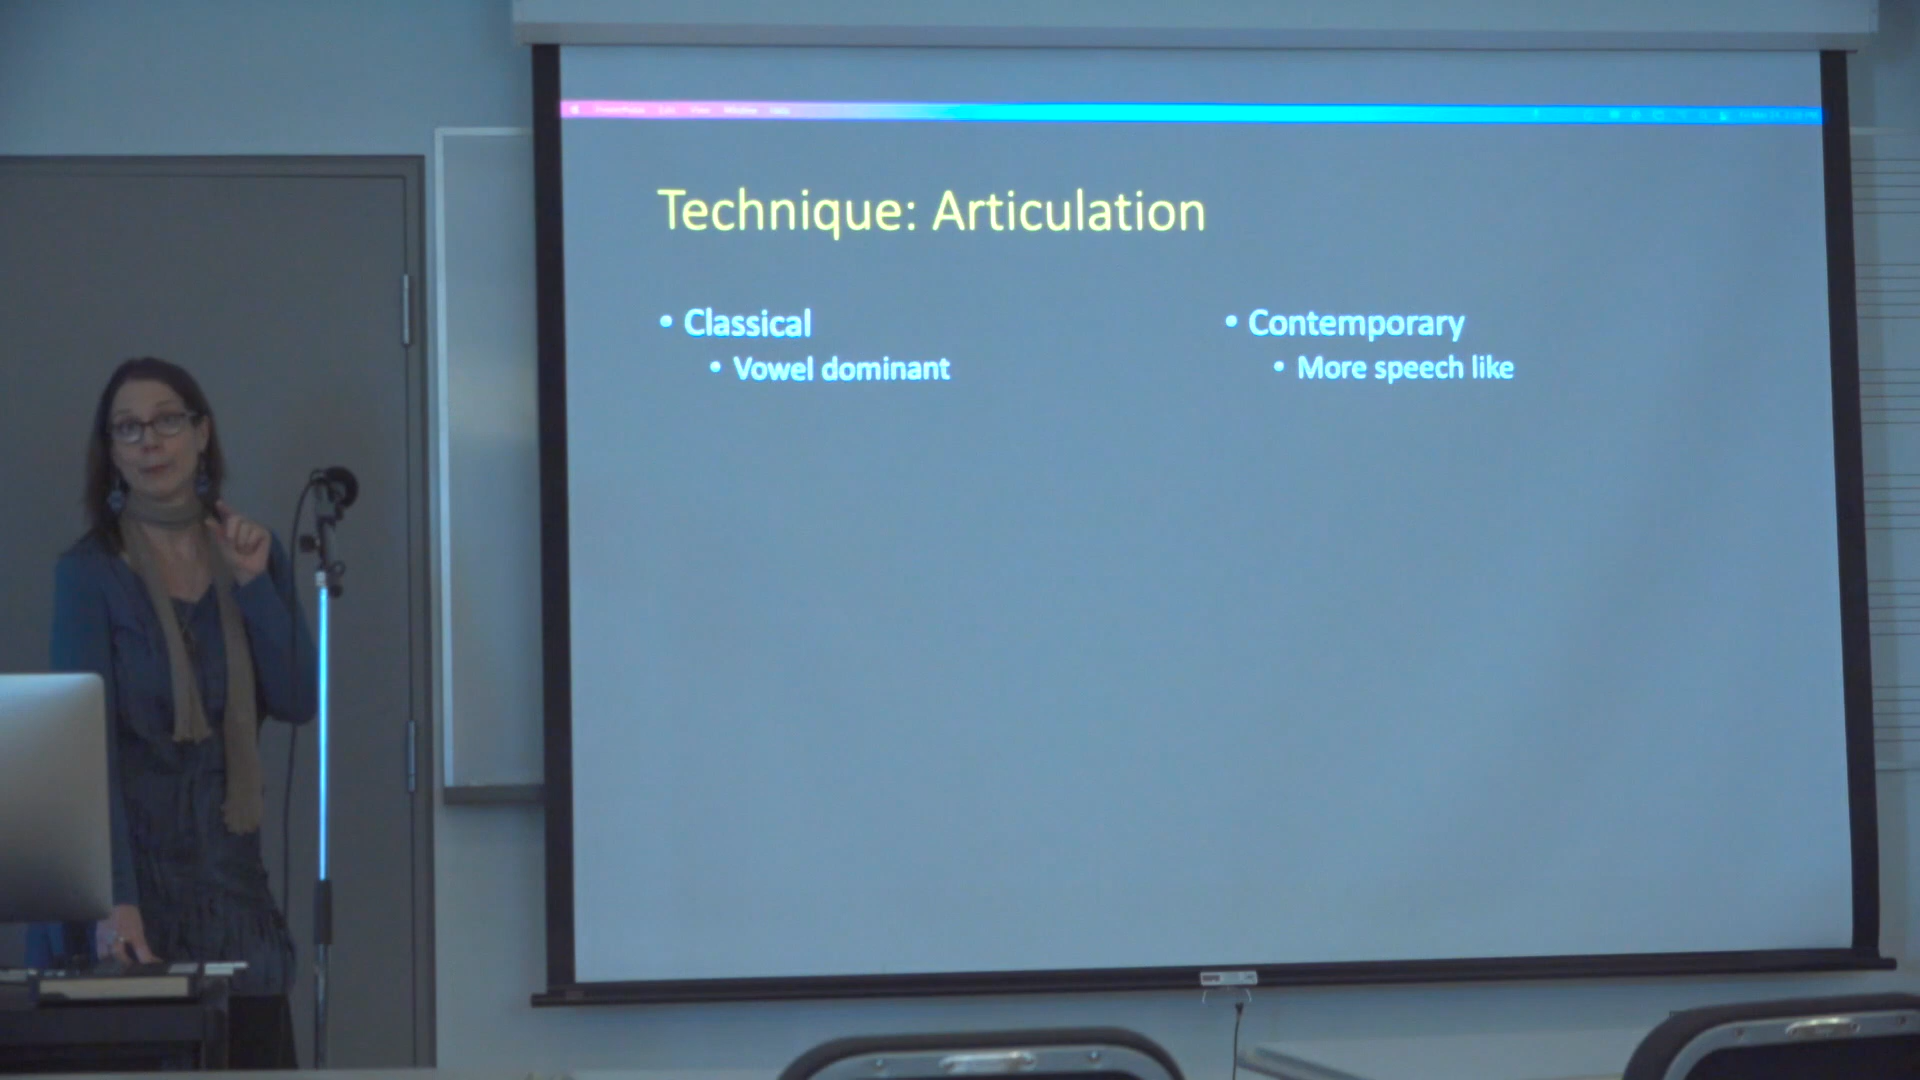 Technique: Articulation
• Classical
• Vowel dominant
• Contemporary
• More speech like